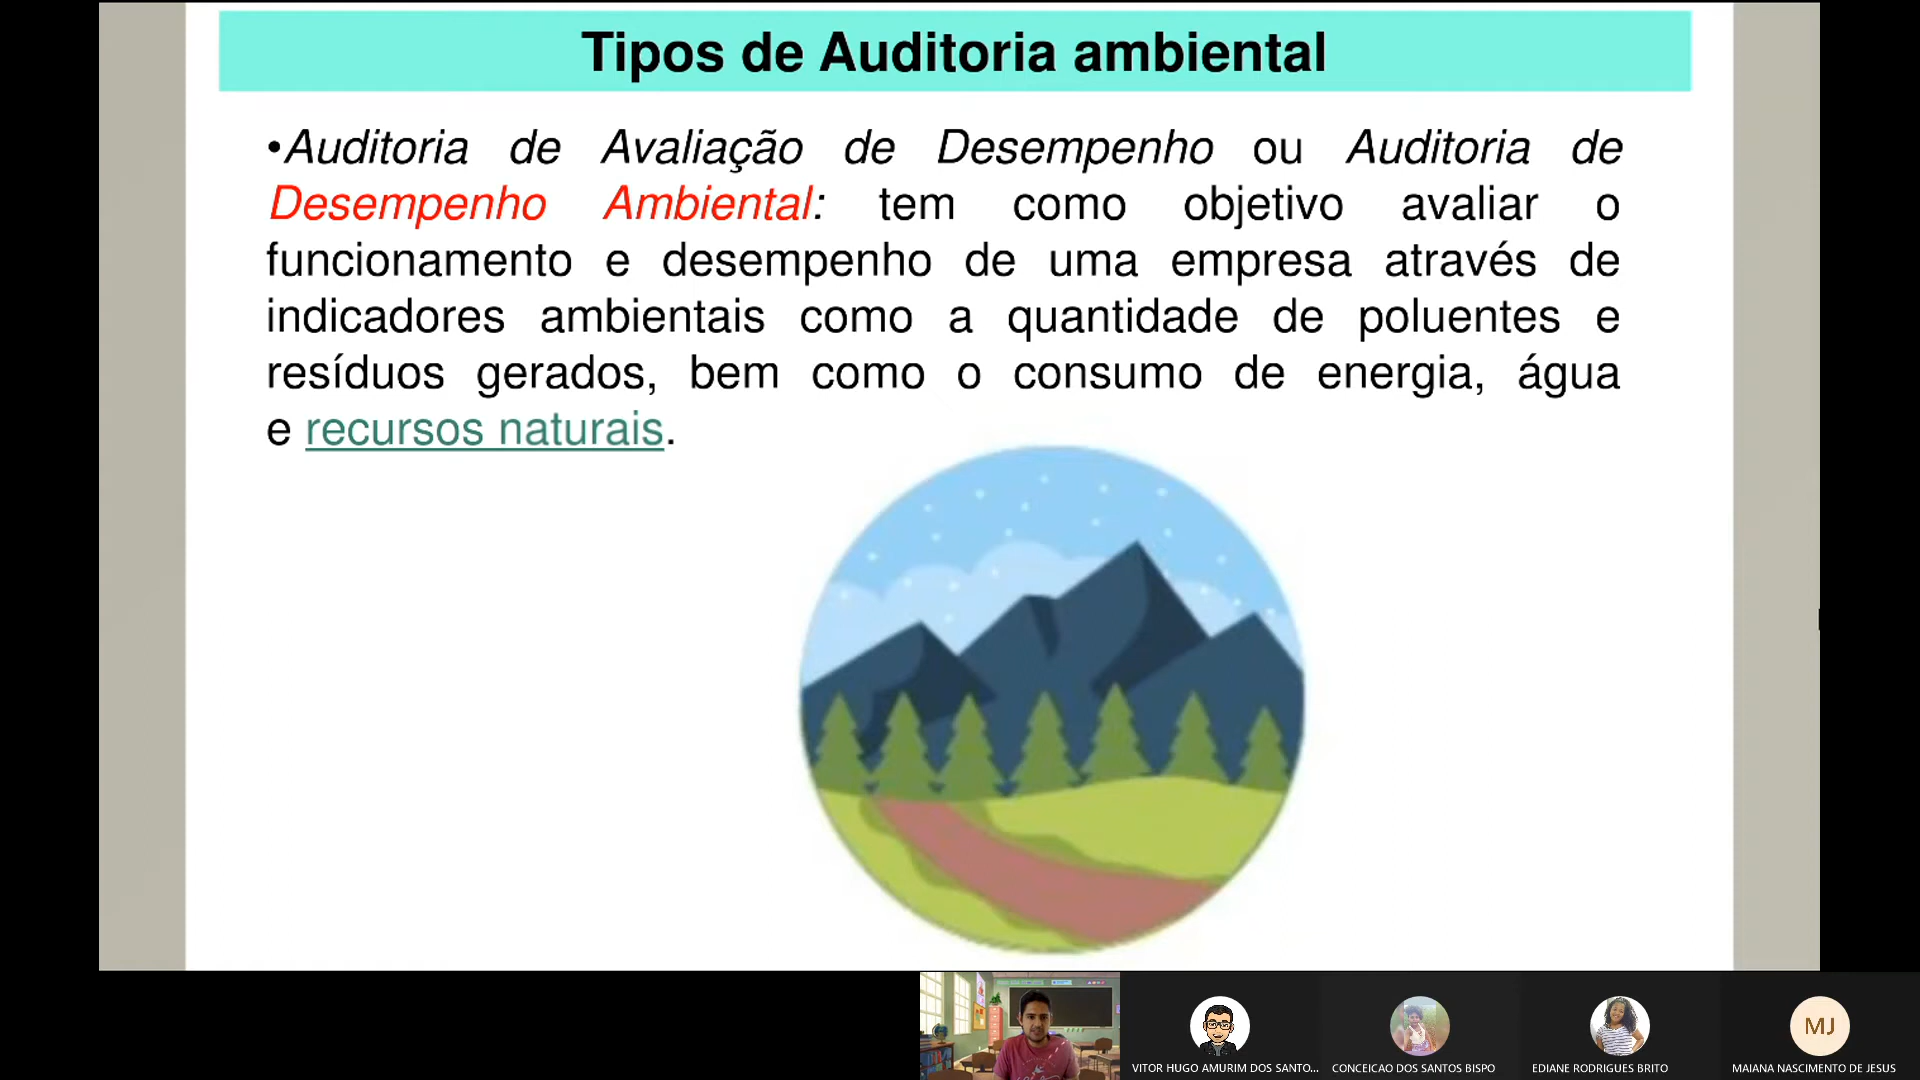 Tipos de Auditoria ambiental
•Auditoria de Avaliação de Desempenho ou Auditoria de
Desempenho Ambiental: tem como objetivo avaliar o
funcionamento e desempenho de uma empresa através de
indicadores ambientais como a quantidade de poluentes e
resíduos gerados, bem como o consumo de energia, água
e recursos naturais.
MJ
VITOR HUGO AMURIM DOS SANTO...
CONCEICAO DOS SANTOS BISPO
EDIANE RODRIGUES BRITO
MAIANA NASCIMENTO DE JESUS